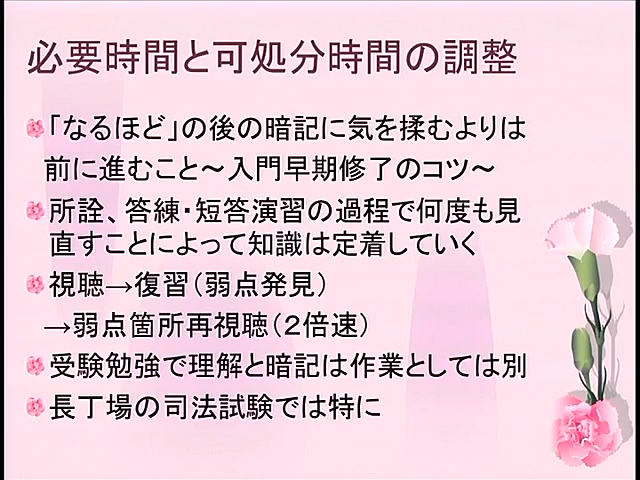 必要時間と可処分時間の調整
「なるほど」の後の暗記に気を揉むよりは
前に進むこと～入門早期修了のコツ～
所詮、答練・短答演習の過程で何度も見
直すことによって知識は定着していく
視聴→復習（弱点発見）
→弱点箇所再視聴（２倍速）
受験勉強で理解と暗記は作業としては別
長丁場の司法試験では特に